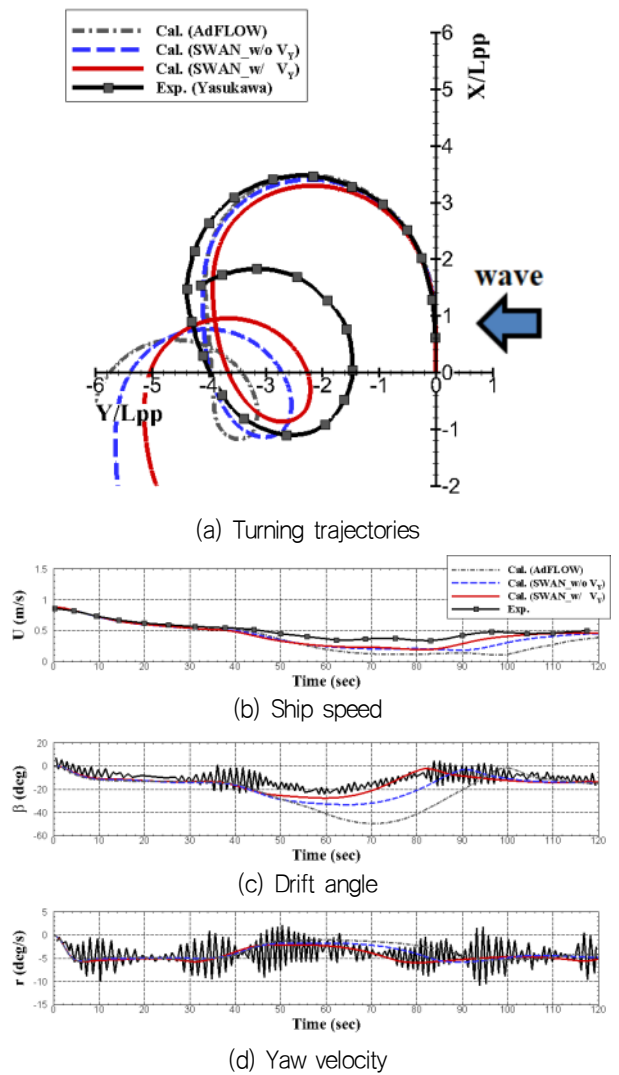 Cal. (AdFLOW)
Cal. (SWAN_w/o V_Y)
Cal. (SWAN_w/ V_Y)
Exp. (Yasukawa)
X/Lpp
6
5
4
3
2
1
wave
-6 -5 -4 -3 -2 -1 0 1
Y/Lpp
-1
-2
(a) Turning trajectories
Cal. (AdFLOW)
Cal. (SWAN_w/o V_Y)
Cal. (SWAN_w/ V_Y)
Exp.
U (m/s)
1.5
1
0.5
0
0 10 20 30 40 50 60 70 80 90 100 110 120
Time (sec)
(b) Ship speed
β (deg)
20
0
-20
-40
-60
0 10 20 30 40 50 60 70 80 90 100 110 120
Time (sec)
(c) Drift angle
r (deg/s)
5
0
-5
-10
-15
0 10 20 30 40 50 60 70 80 90 100 110 120
Time (sec)
(d) Yaw velocity